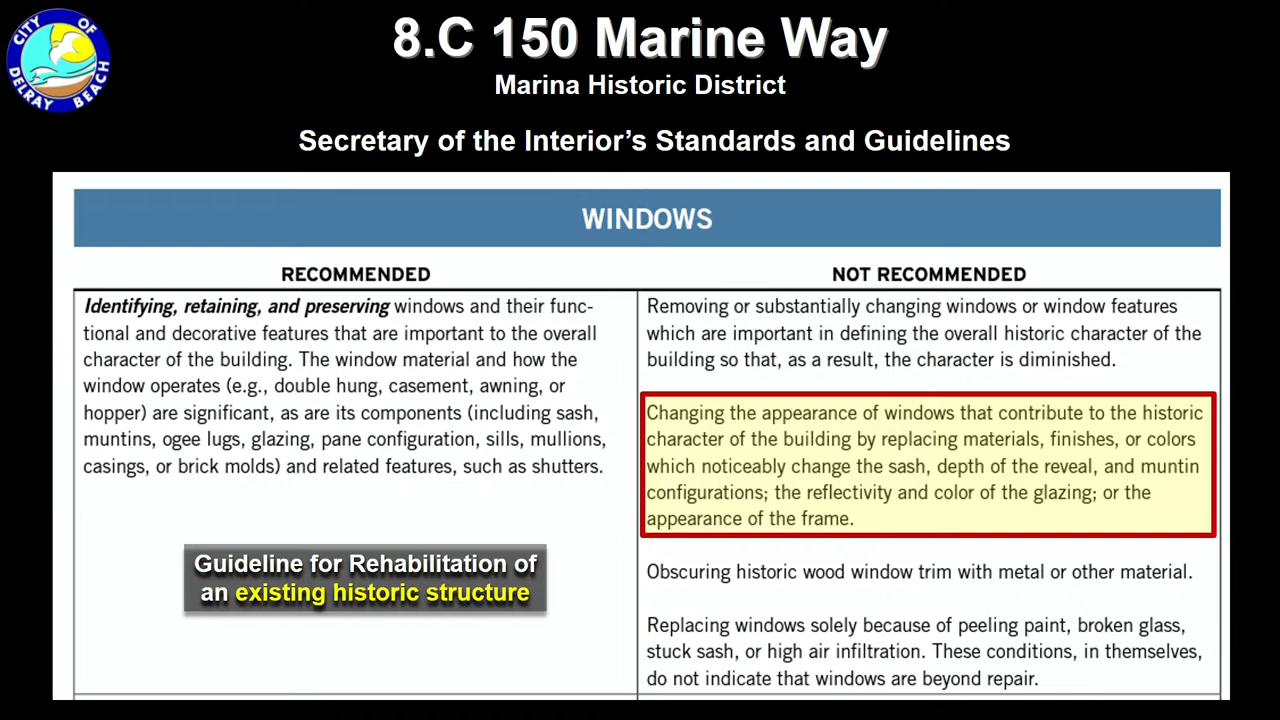 CITY OF
DELRAY BEACH
8.C 150 Marine Way
Marina Historic District
Secretary of the Interior’s Standards and Guidelines
WINDOWS
RECOMMENDED
Identifying, retaining, and preserving windows and their func-
tional and decorative features that are important to the overall
character of the building. The window material and how the
window operates (e.g., double hung, casement, awning, or
hopper) are significant, as are its components (including sash,
muntins, ogee lugs, glazing, pane configuration, sills, mullions,
casings, or brick molds) and related features, such as shutters.
Guideline for Rehabilitation of
an existing historic structure
NOT RECOMMENDED
Removing or substantially changing windows or window features
which are important in defining the overall historic character of the
building so that, as a result, the character is diminished.
Changing the appearance of windows that contribute to the historic
character of the building by replacing materials, finishes, or colors
which noticeably change the sash, depth of the reveal, and muntin
configurations; the reflectivity and color of the glazing; or the
appearance of the frame.
Obscuring historic wood window trim with metal or other material.
Replacing windows solely because of peeling paint, broken glass,
stuck sash, or high air infiltration. These conditions, in themselves,
do not indicate that windows are beyond repair.